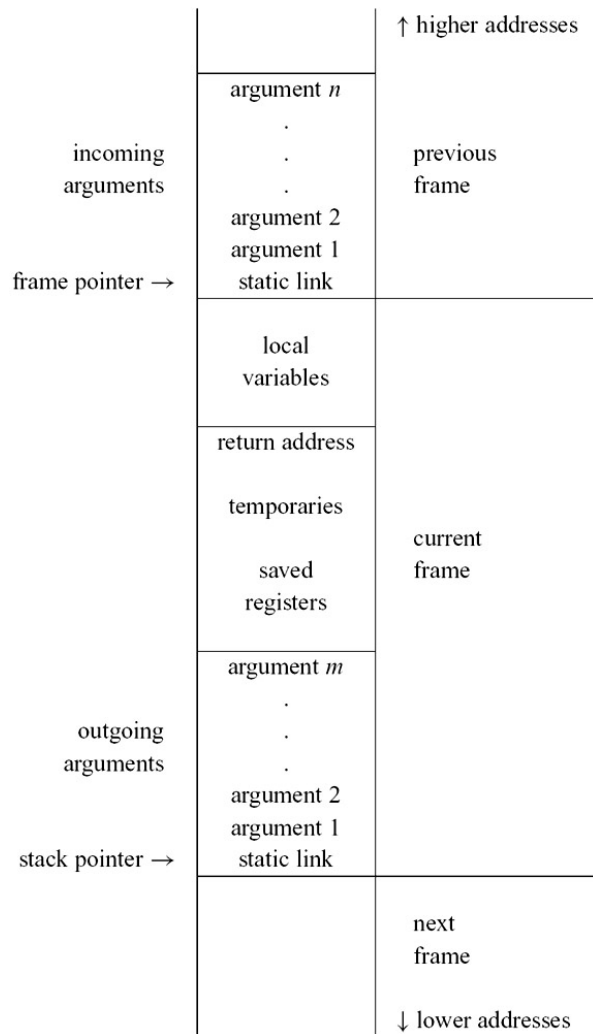 ↑ higher addresses
argument n
.
incoming . previous
arguments . frame
argument 2
argument 1
frame pointer → static link
local
variables
return address
temporaries
current
saved frame
registers
argument m
.
outgoing .
arguments .
argument 2
argument 1
stack pointer → static link
next
frame
↓ lower addresses